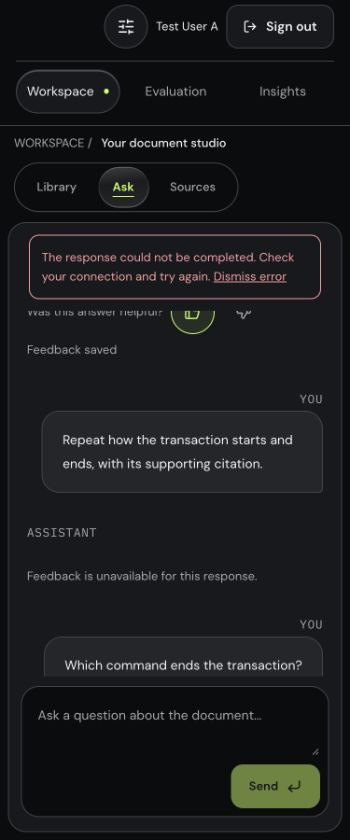 Test User A
Sign out
Workspace
Evaluation
Insights
WORKSPACE / Your document studio
Library
Ask
Sources
The response could not be completed. Check
your connection and try again. Dismiss error
Was this answer helpful?
Feedback saved
YOU
Repeat how the transaction starts and
ends, with its supporting citation.
ASSISTANT
Feedback is unavailable for this response.
YOU
Which command ends the transaction?
Ask a question about the document...
Send